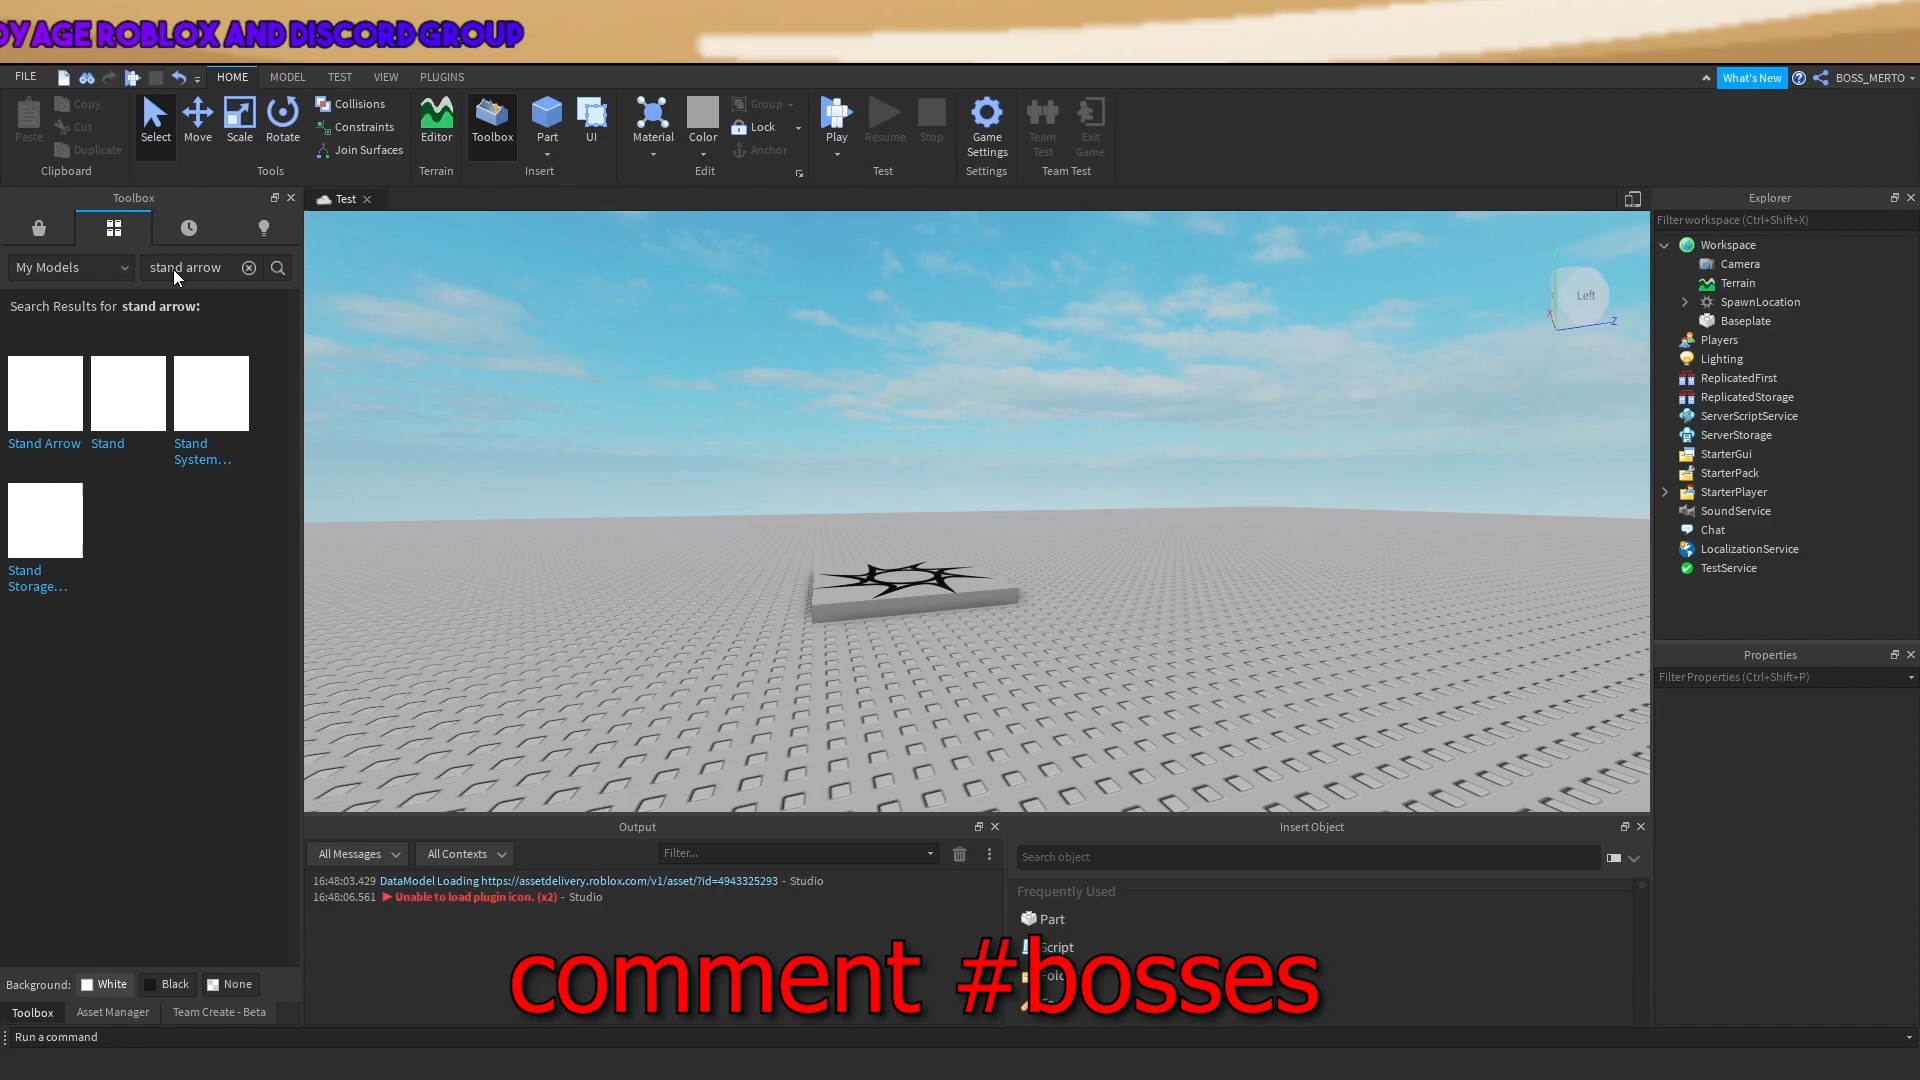 OYAGE ROBLOX AND DISCORD GROUP
FILE HOME MODEL TEST VIEW PLUGINS What's New BOSS_MERTO
Paste Copy Cut Duplicate Clipboard
Select Move Scale Rotate Collisions Constraints Join Surfaces Tools
Editor Terrain
Toolbox Part UI Insert
Material Color Group Lock Anchor Edit
Play Resume Stop Test
Game Settings Settings
Team Test Exit Game Team Test
Toolbox
My Models stand arrow
Search Results for stand arrow:
Stand Arrow Stand Stand System...
Stand Storage...
Background: White Black None
Toolbox Asset Manager Team Create - Beta
Run a command
Test
Left
X
Y
Z
Output
All Messages All Contexts Filter...
16:48:03.429 DataModel Loading https://assetdelivery.roblox.com/v1/asset/?id=4943325293 - Studio
16:48:06.561 Unable to load plugin icon. (x2) - Studio
Insert Object
Search object
Frequently Used
Part
Script
comment #bosses
Explorer
Filter workspace (Ctrl+Shift+X)
Workspace
Camera
Terrain
SpawnLocation
Baseplate
Players
Lighting
ReplicatedFirst
ReplicatedStorage
ServerScriptService
ServerStorage
StarterGui
StarterPack
StarterPlayer
SoundService
Chat
LocalizationService
TestService
Properties
Filter Properties (Ctrl+Shift+P)